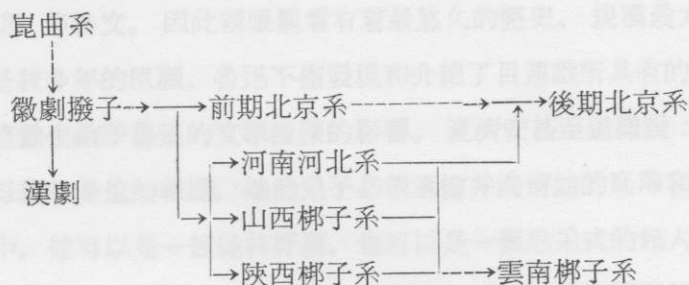 崑曲系
徽劇撥子 前期北京系 後期北京系
河南河北系
漢劇
山西梆子系
陝西梆子系 雲南梆子系